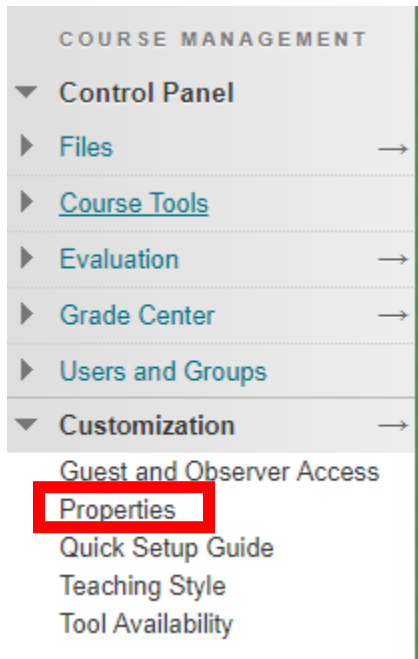 COURSE MANAGEMENT
Control Panel
Files
Course Tools
Evaluation
Grade Center
Users and Groups
Customization
Guest and Observer Access
Properties
Quick Setup Guide
Teaching Style
Tool Availability